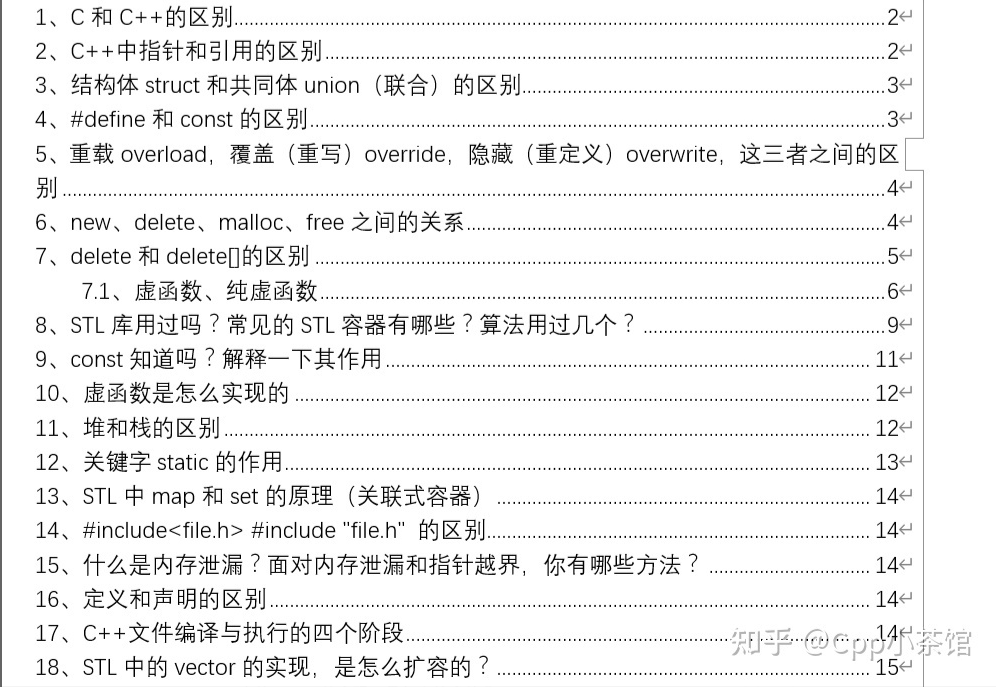 1、C 和 C++的区别........2↵
2、C++中指针和引用的区别........2↵
3、结构体 struct 和共同体 union（联合）的区别........3↵
4、#define 和 const 的区别........3↵
5、重载 overload，覆盖（重写）override，隐藏（重定义）overwrite，这三者之间的区
别........4↵
6、new、delete、malloc、free 之间的关系........4↵
7、delete 和 delete[]的区别........5↵
7.1、虚函数、纯虚函数........6↵
8、STL 库用过吗？常见的 STL 容器有哪些？算法用过几个？........9↵
9、const 知道吗？解释一下其作用........11↵
10、虚函数是怎么实现的........12↵
11、堆和栈的区别........12↵
12、关键字 static 的作用........13↵
13、STL 中 map 和 set 的原理（关联式容器）........14↵
14、#include<file.h> #include "file.h" 的区别........14↵
15、什么是内存泄漏？面对内存泄漏和指针越界，你有哪些方法？........14↵
16、定义和声明的区别........14↵
17、C++文件编译与执行的四个阶段........14↵
18、STL 中的 vector 的实现，是怎么扩容的？........15↵
知乎 @Cpp小茶馆